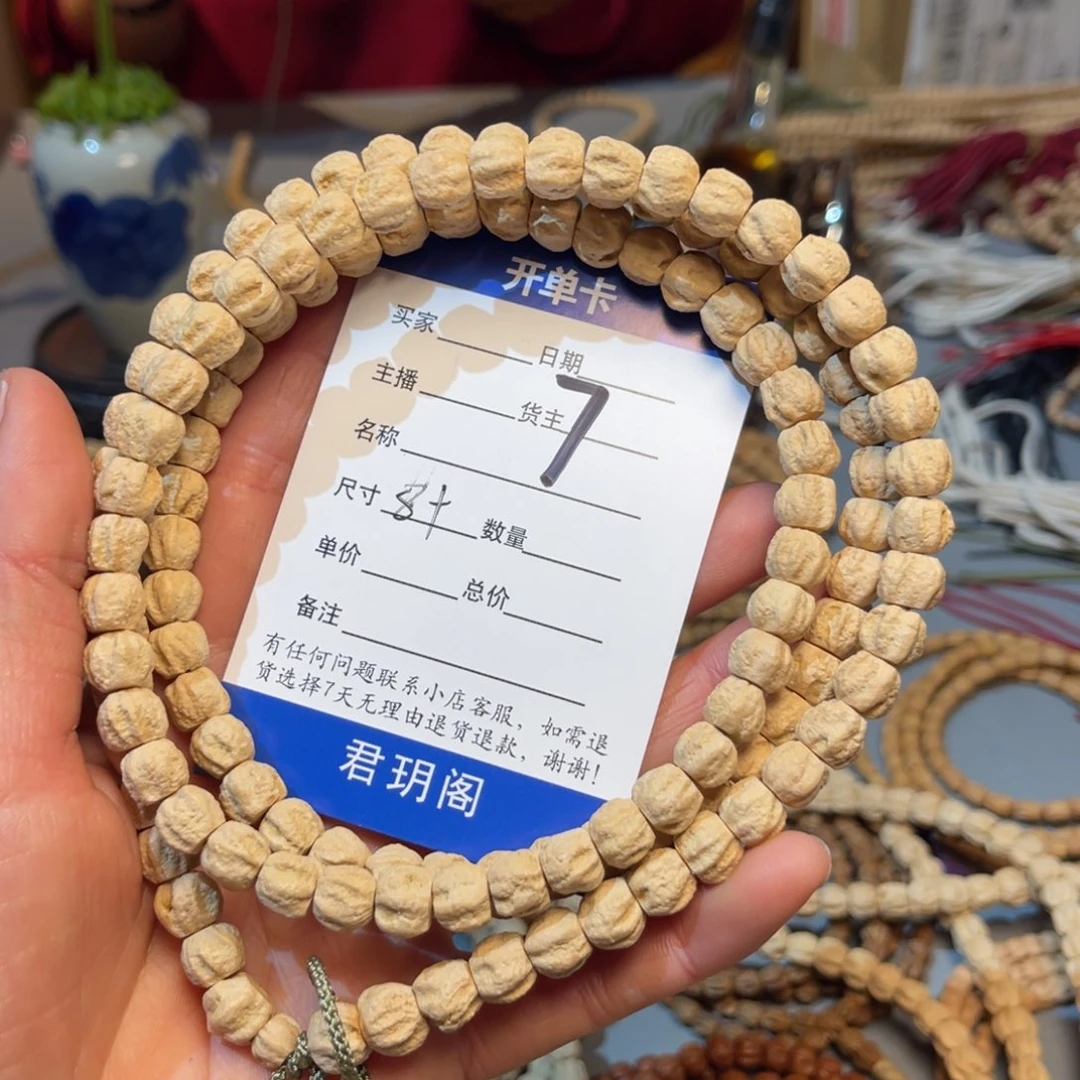 开单卡
买家 日期
主播 货主 7
名称
尺寸 8+ 数量
单价 总价
备注
有任何问题联系小店客服，如需退
货选择7天无理由退货退款，谢谢！
君玥阁